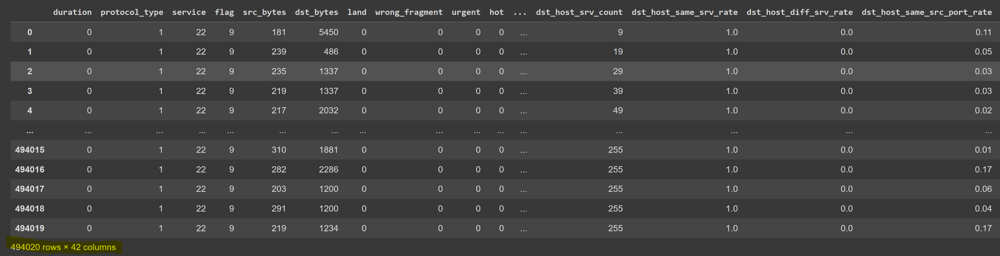 duration protocol_type service flag src_bytes dst_bytes land wrong_fragment urgent hot ... dst_host_srv_count dst_host_same_srv_rate dst_host_diff_srv_rate dst_host_same_src_port_rate
0 0 1 22 9 181 5450 0 0 0 0 ... 9 1.0 0.0 0.11
1 0 1 22 9 239 486 0 0 0 0 ... 19 1.0 0.0 0.05
2 0 1 22 9 235 1337 0 0 0 0 ... 29 1.0 0.0 0.03
3 0 1 22 9 219 1337 0 0 0 0 ... 39 1.0 0.0 0.03
4 0 1 22 9 217 2032 0 0 0 0 ... 49 1.0 0.0 0.02
... ... ... ... ... ... ... ... ... ... ... ... ... ... ... ...
494015 0 1 22 9 310 1881 0 0 0 0 ... 255 1.0 0.0 0.01
494016 0 1 22 9 282 2286 0 0 0 0 ... 255 1.0 0.0 0.17
494017 0 1 22 9 203 1200 0 0 0 0 ... 255 1.0 0.0 0.06
494018 0 1 22 9 291 1200 0 0 0 0 ... 255 1.0 0.0 0.04
494019 0 1 22 9 219 1234 0 0 0 0 ... 255 1.0 0.0 0.17
494020 rows × 42 columns